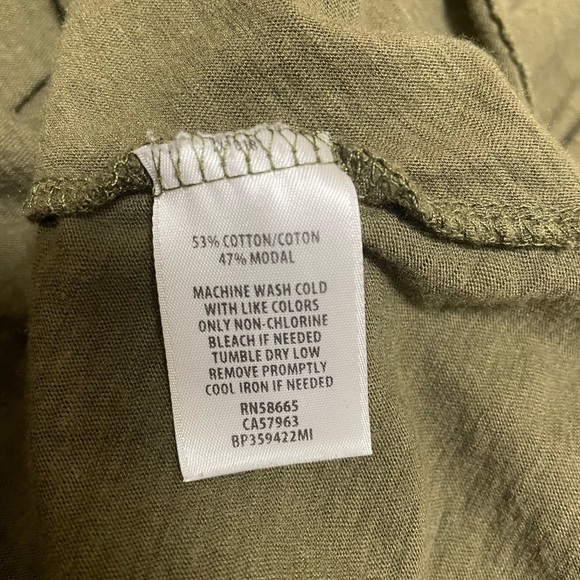 53% COTTON/COTON
47% MODAL
MACHINE WASH COLD
WITH LIKE COLORS
ONLY NON-CHLORINE
BLEACH IF NEEDED
TUMBLE DRY LOW
REMOVE PROMPTLY
COOL IRON IF NEEDED
RN58665
CA57963
BP359422MI